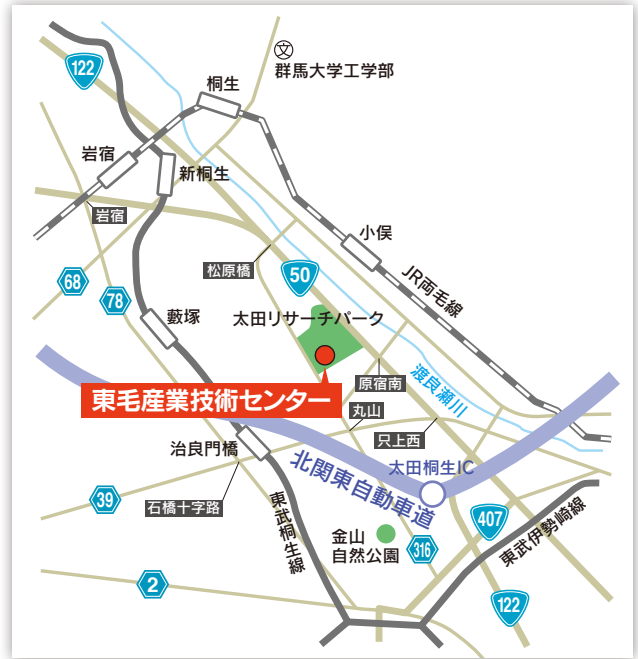 文
群馬大学工学部
122
桐生
岩宿
新桐生
岩宿
小俣
松原橋
50
68
78
JR両毛線
藪塚
太田リサーチパーク
原宿南
渡良瀬川
東毛産業技術センター
丸山
只上西
治良門橋
北関東自動車道
太田桐生IC
39
石橋十字路
東武桐生線
407
金山
自然公園
316
東武伊勢崎線
2
122